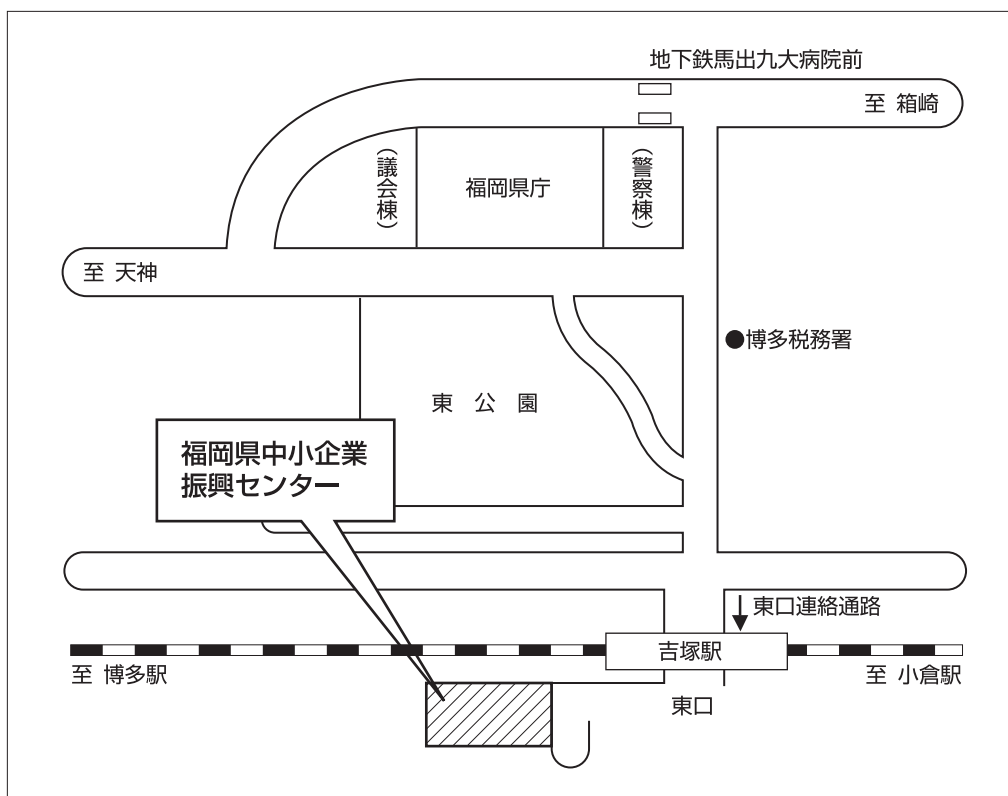 地下鉄馬出九大病院前
至 箱崎
（議会棟）
福岡県庁
（警察棟）
至 天神
博多税務署
東 公 園
福岡県中小企業
振興センター
東口連絡通路
吉塚駅
至 博多駅
至 小倉駅
東口